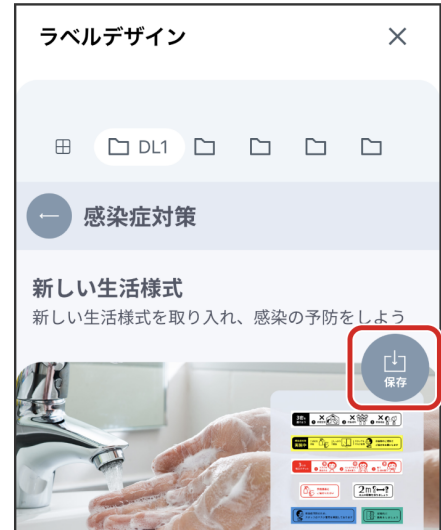 ラベルデザイン
DL1
感染症対策
新しい生活様式
新しい生活様式を取り入れ、感染の予防をしよう
保存